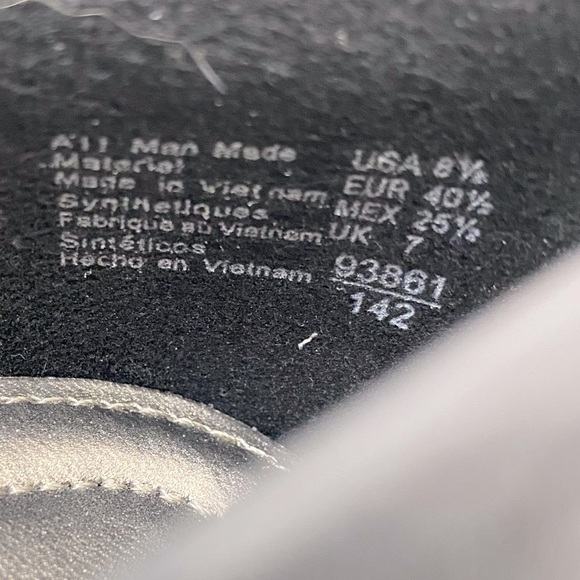 All Man Made
Material
Made in Vietnam
Synthetiques
Fabriqué au Vietnam
Sintéticos
Hecho en Vietnam
USA 8½
EUR 40½
MEX 25½
UK 7
93861
142